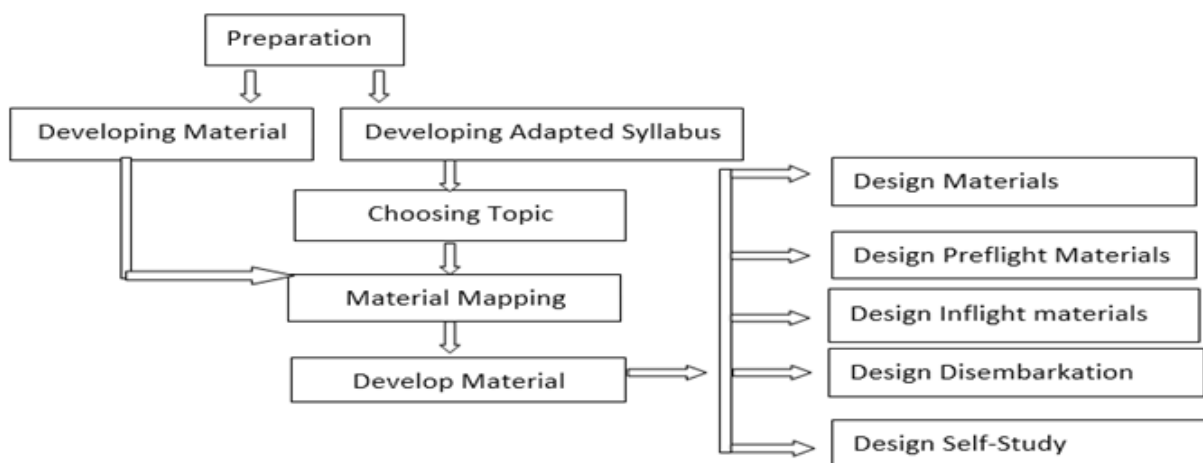 Preparation
Developing Material
Developing Adapted Syllabus
Choosing Topic
Material Mapping
Develop Material
Design Materials
Design Preflight Materials
Design Inflight materials
Design Disembarkation
Design Self-Study